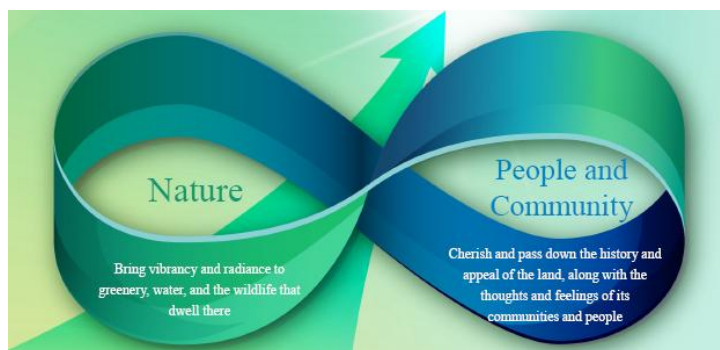 Nature
Bring vibrancy and radiance to
greenery, water, and the wildlife that
dwell there
People and
Community
Cherish and pass down the history and
appeal of the land, along with the
thoughts and feelings of its
communities and people